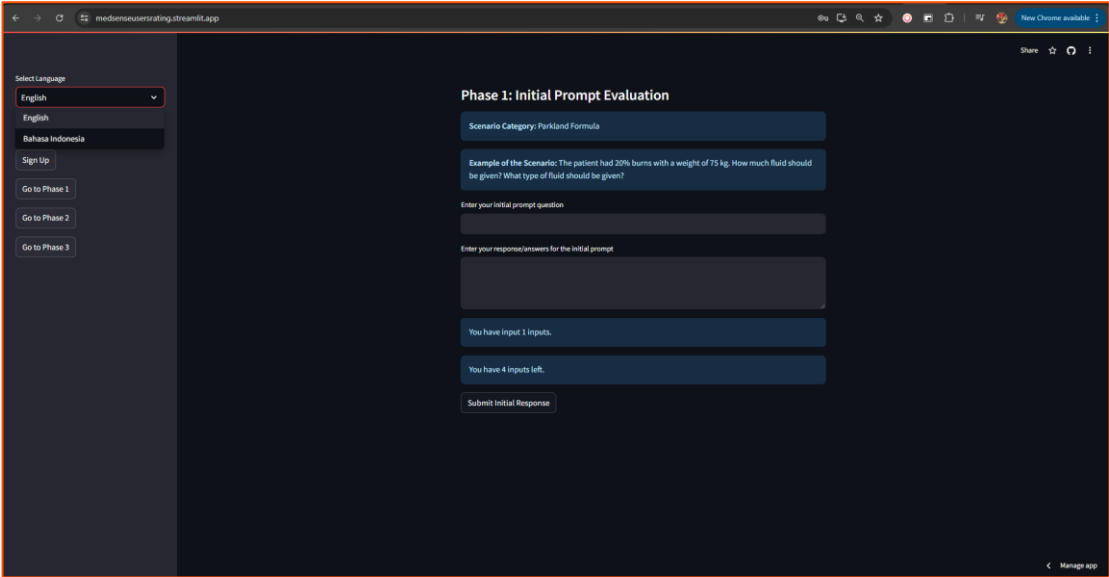 medsenseusersrating.streamlit.app
New Chrome available
Share
Select Language
English
English
Bahasa Indonesia
Sign Up
Go to Phase 1
Go to Phase 2
Go to Phase 3
Phase 1: Initial Prompt Evaluation
Scenario Category: Parkland Formula
Example of the Scenario: The patient had 20% burns with a weight of 75 kg. How much fluid should
be given? What type of fluid should be given?
Enter your initial prompt question
Enter your response/answers for the initial prompt
You have input 1 inputs.
You have 4 inputs left.
Submit Initial Response
Manage app